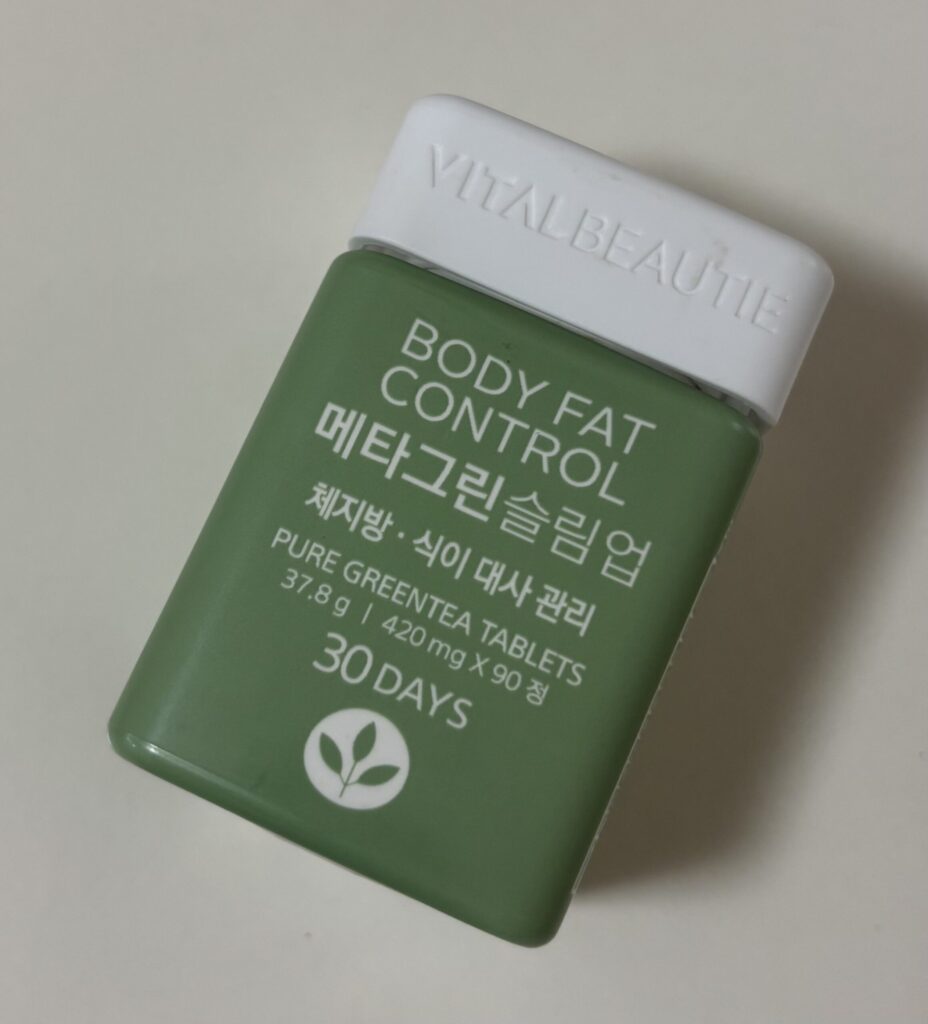 VITALBEAUTIE
BODY FAT
CONTROL
메타그린슬림업
체지방 · 식이 대사 관리
PURE GREENTEA TABLETS
37.8 g | 420 mg X 90 정
30 DAYS